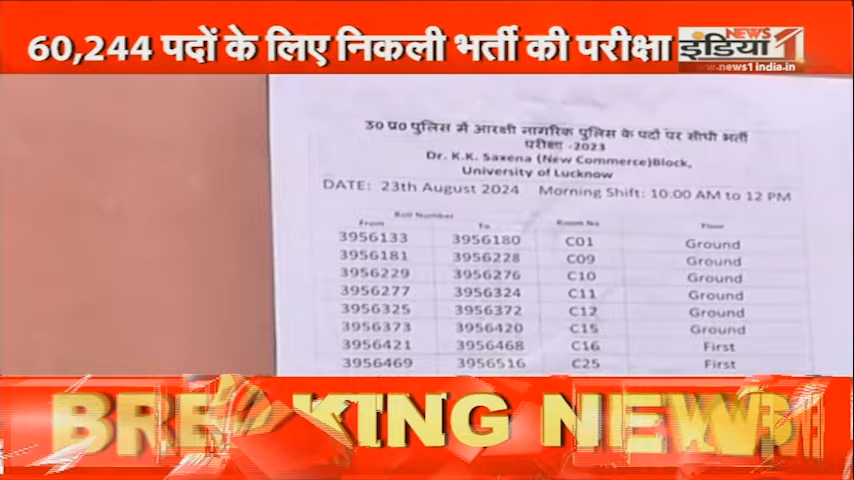 60,244 पदों के लिए निकली भर्ती की परीक्षा
NEWS
इंडिया 1
www.news1india.in
उ0 प्र0 पुलिस में आरक्षी नागरिक पुलिस के पदों पर सीधी भर्ती
परीक्षा -2023
Dr. K.K. Saxena (New Commerce)Block,
University of Lucknow
DATE: 23th August 2024 Morning Shift: 10:00 AM to 12 PM
Roll Number
From To Room No Floor
3956133 3956180 C01 Ground
3956181 3956228 C09 Ground
3956229 3956276 C10 Ground
3956277 3956324 C11 Ground
3956325 3956372 C12 Ground
3956373 3956420 C15 Ground
3956421 3956468 C16 First
3956469 3956516 C25 First
BREAKING NEWS